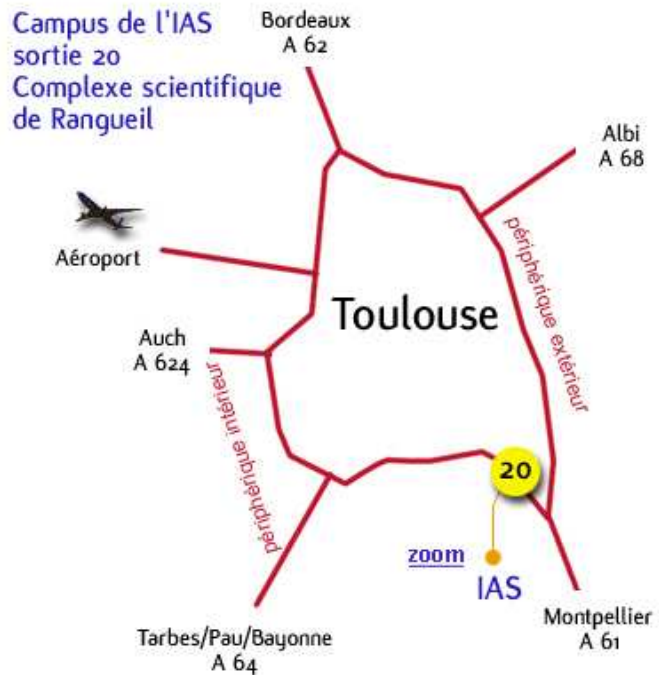 Campus de l'IAS
sortie 20
Complexe scientifique
de Rangueil
Bordeaux
A 62
Albi
A 68
Aéroport
périphérique extérieur
Toulouse
Auch
A 624
périphérique intérieur
20
zoom
IAS
Montpellier
A 61
Tarbes/Pau/Bayonne
A 64